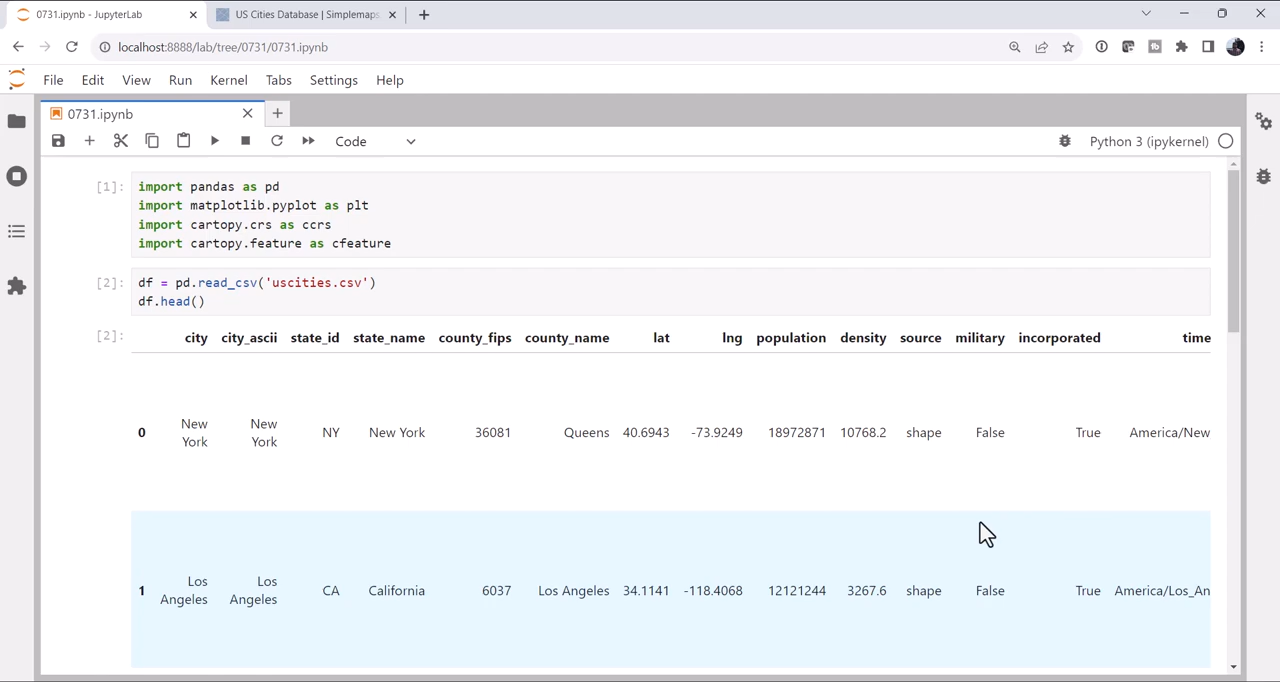 0731.ipynb - JupyterLab
US Cities Database | Simplemaps
localhost:8888/lab/tree/0731/0731.ipynb
File Edit View Run Kernel Tabs Settings Help
0731.ipynb
Code
Python 3 (ipykernel)
[1]:
import pandas as pd
import matplotlib.pyplot as plt
import cartopy.crs as ccrs
import cartopy.feature as cfeature
[2]:
df = pd.read_csv('uscities.csv')
df.head()
[2]:
city city_ascii state_id state_name county_fips county_name lat lng population density source military incorporated time
0 New York New York NY New York 36081 Queens 40.6943 -73.9249 18972871 10768.2 shape False True America/New
1 Los Angeles Los Angeles CA California 6037 Los Angeles 34.1141 -118.4068 12121244 3267.6 shape False True America/Los_An